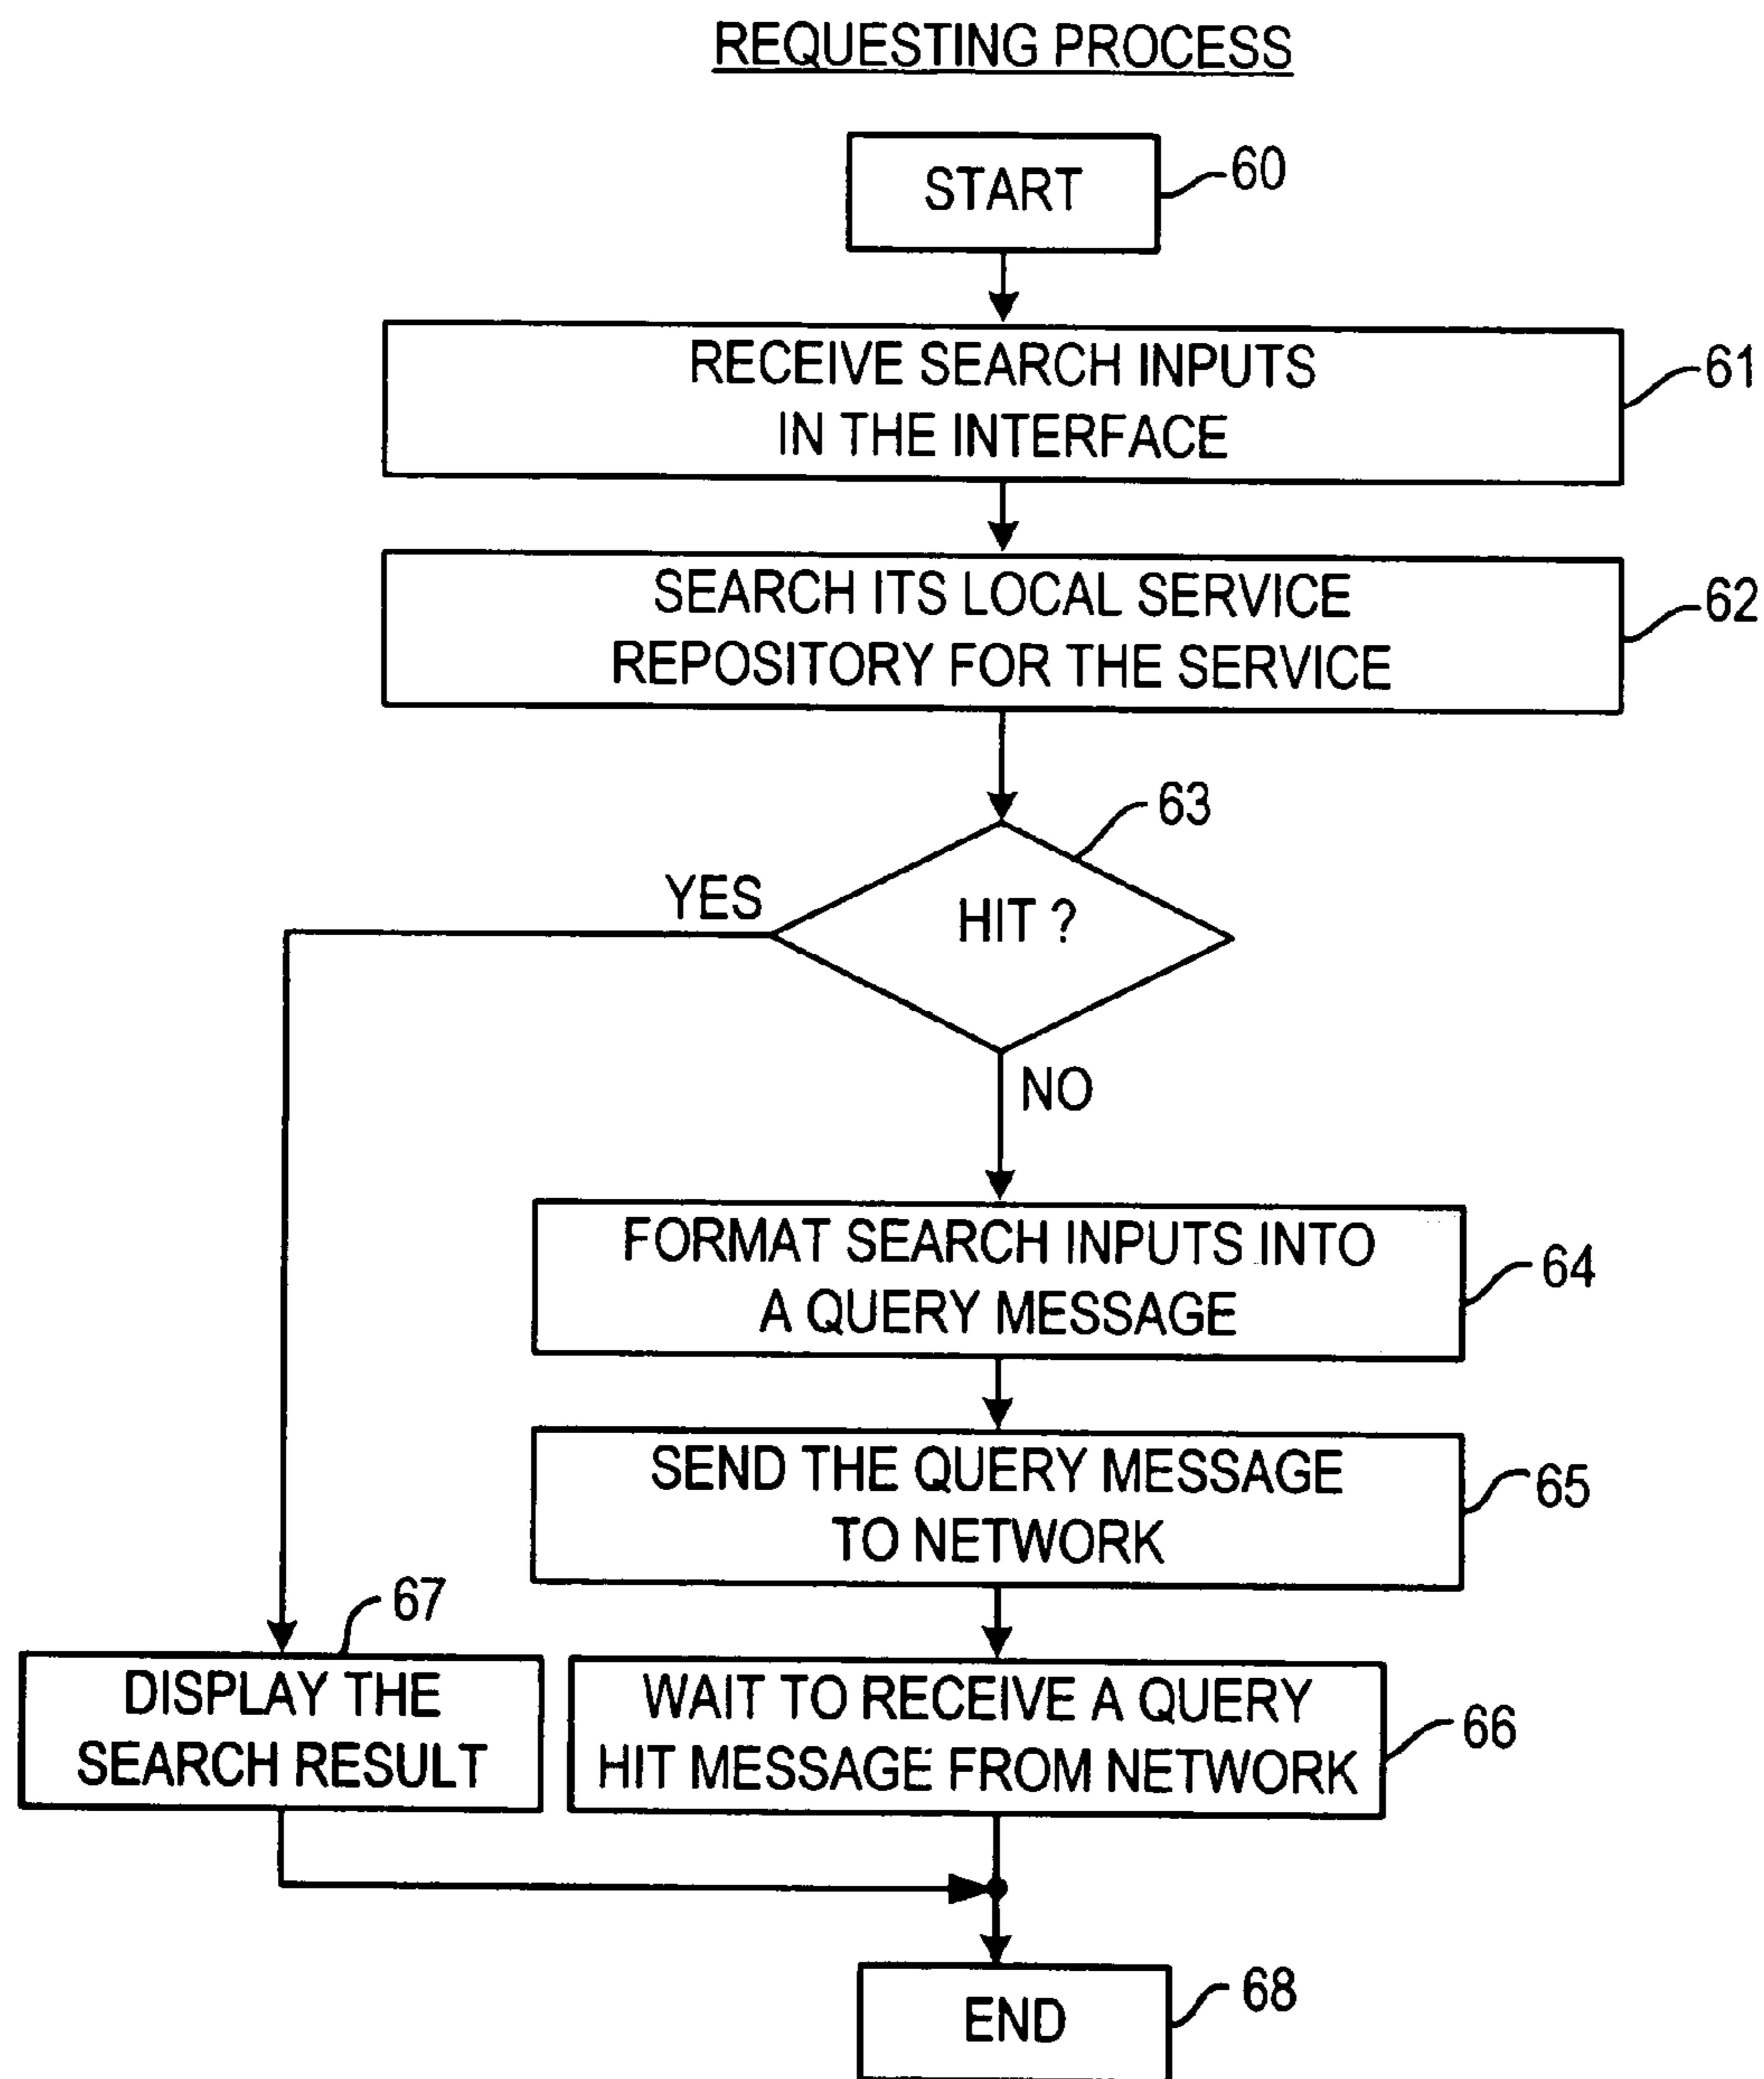 REQUESTING PROCESS
START
60
RECEIVE SEARCH INPUTS
IN THE INTERFACE
61
SEARCH ITS LOCAL SERVICE
REPOSITORY FOR THE SERVICE
62
63
HIT ?
YES
NO
FORMAT SEARCH INPUTS INTO
A QUERY MESSAGE
64
SEND THE QUERY MESSAGE
TO NETWORK
65
67
DISPLAY THE
SEARCH RESULT
WAIT TO RECEIVE A QUERY
HIT MESSAGE FROM NETWORK
66
END
68